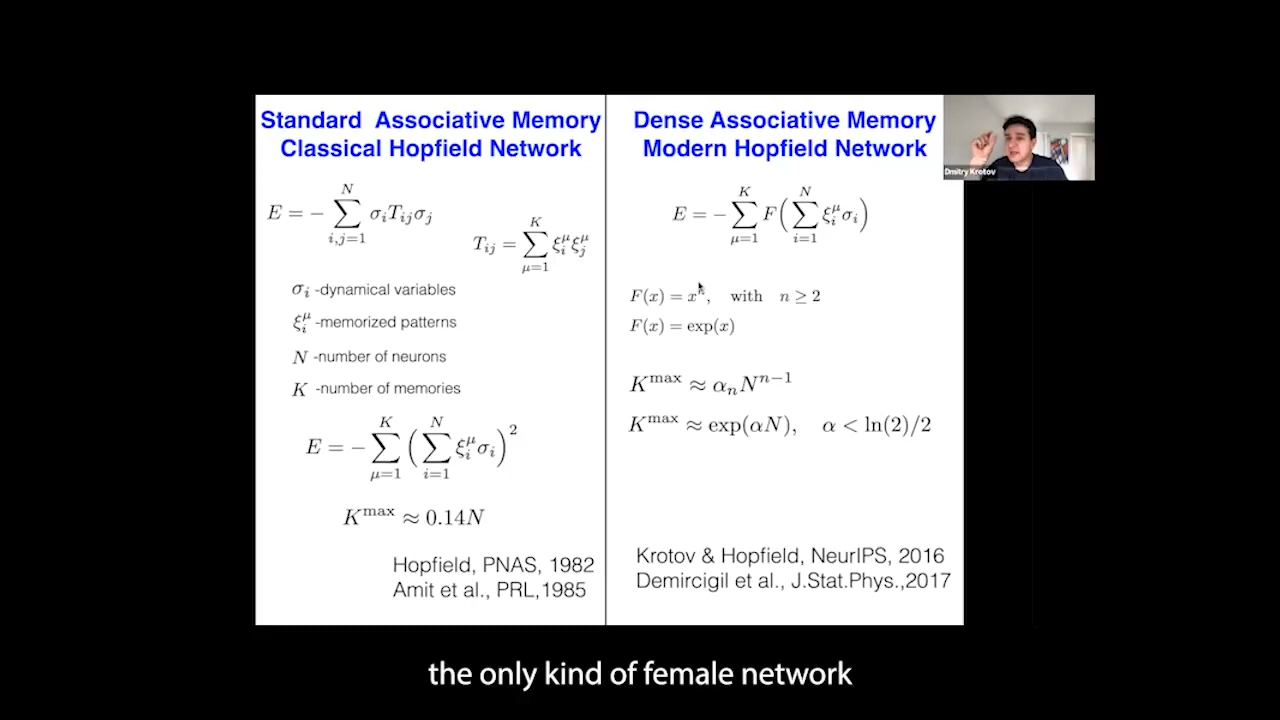 Standard Associative Memory
Classical Hopfield Network
E = − ∑_{i,j=1}^{N} σ_i T_{ij} σ_j
T_{ij} = ∑_{μ=1}^{K} ξ_i^μ ξ_j^μ
σ_i -dynamical variables
ξ_i^μ -memorized patterns
N -number of neurons
K -number of memories
E = − ∑_{μ=1}^{K} ( ∑_{i=1}^{N} ξ_i^μ σ_i )^2
K^max ≈ 0.14N
Hopfield, PNAS, 1982
Amit et al., PRL,1985
Dense Associative Memory
Modern Hopfield Network
E = − ∑_{μ=1}^{K} F( ∑_{i=1}^{N} ξ_i^μ σ_i )
F(x) = x^n, with n ≥ 2
F(x) = exp(x)
K^max ≈ α_n N^{n−1}
K^max ≈ exp(αN), α < ln(2)/2
Krotov & Hopfield, NeurIPS, 2016
Demircigil et al., J.Stat.Phys.,2017
Dmitry Krotov
the only kind of female network